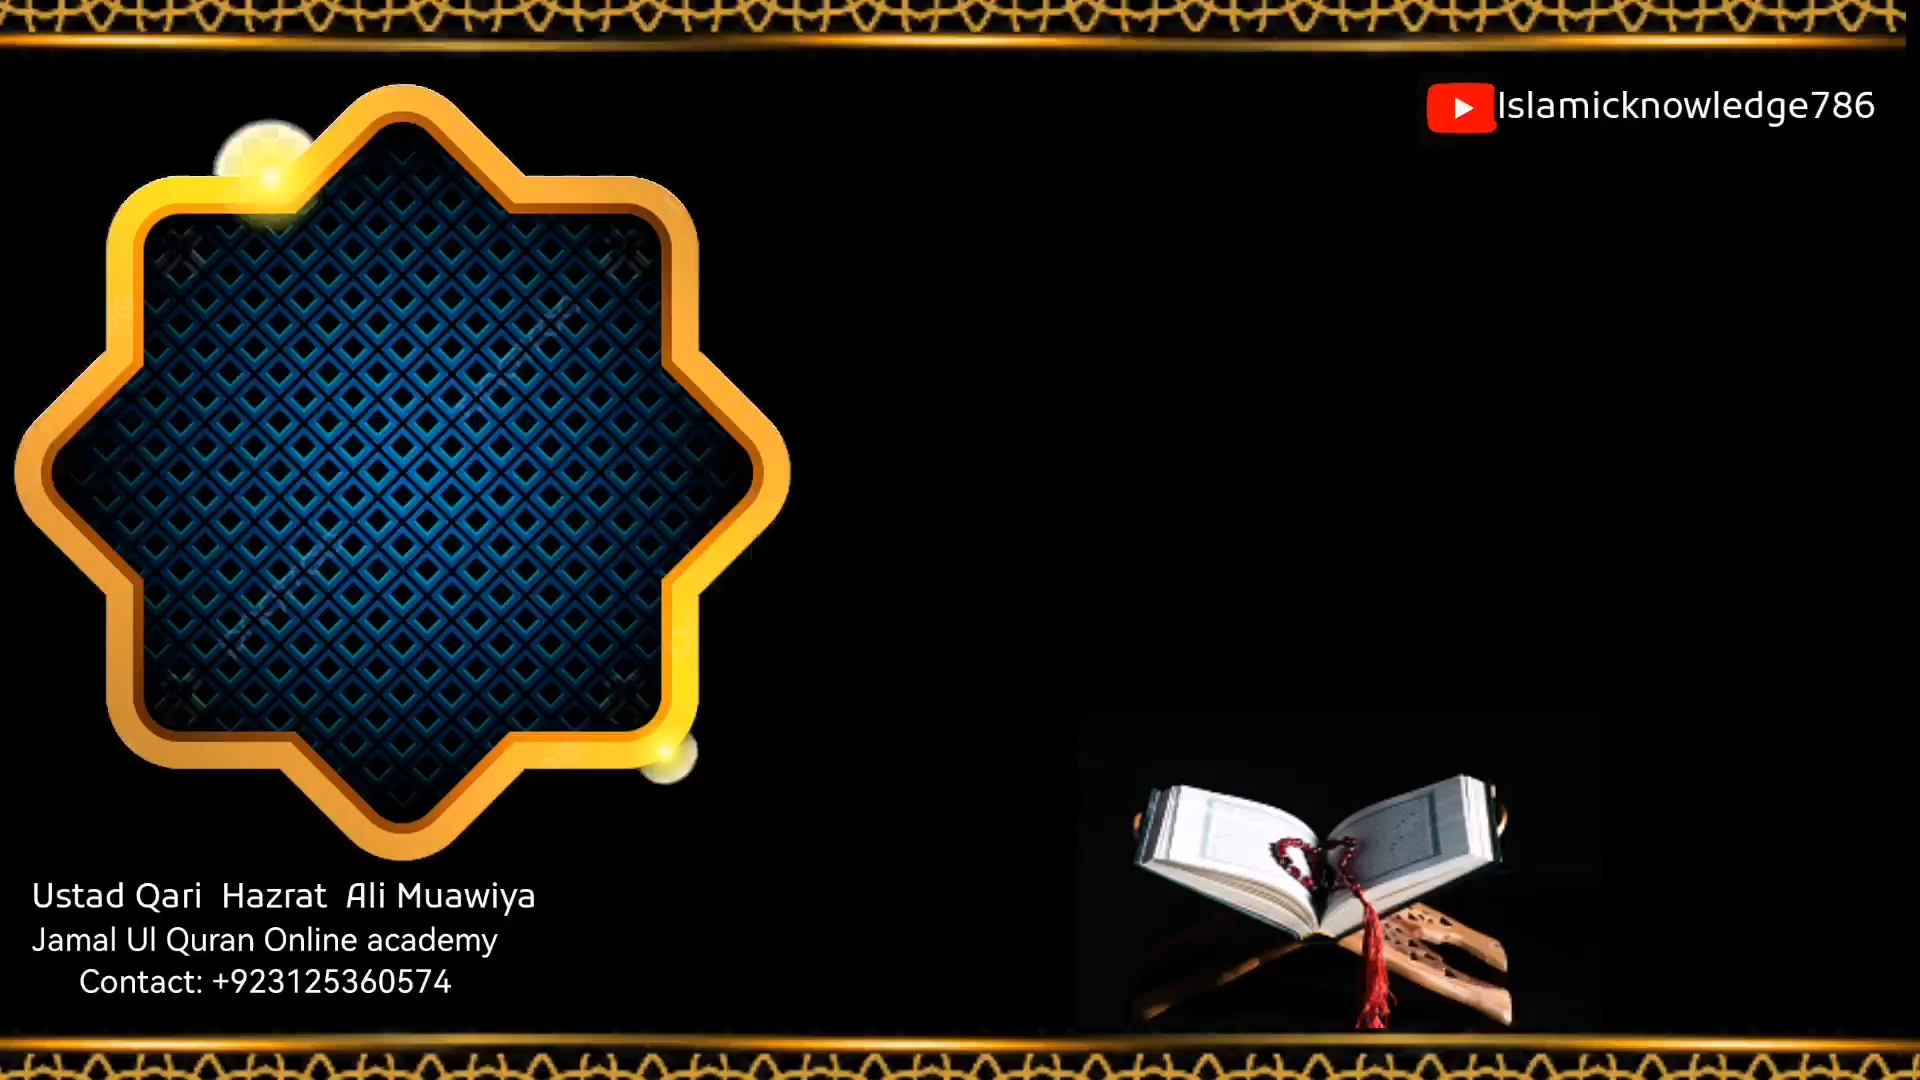 Islamicknowledge786
Ustad Qari Hazrat Ali Muawiya
Jamal Ul Quran Online academy
Contact: +923125360574